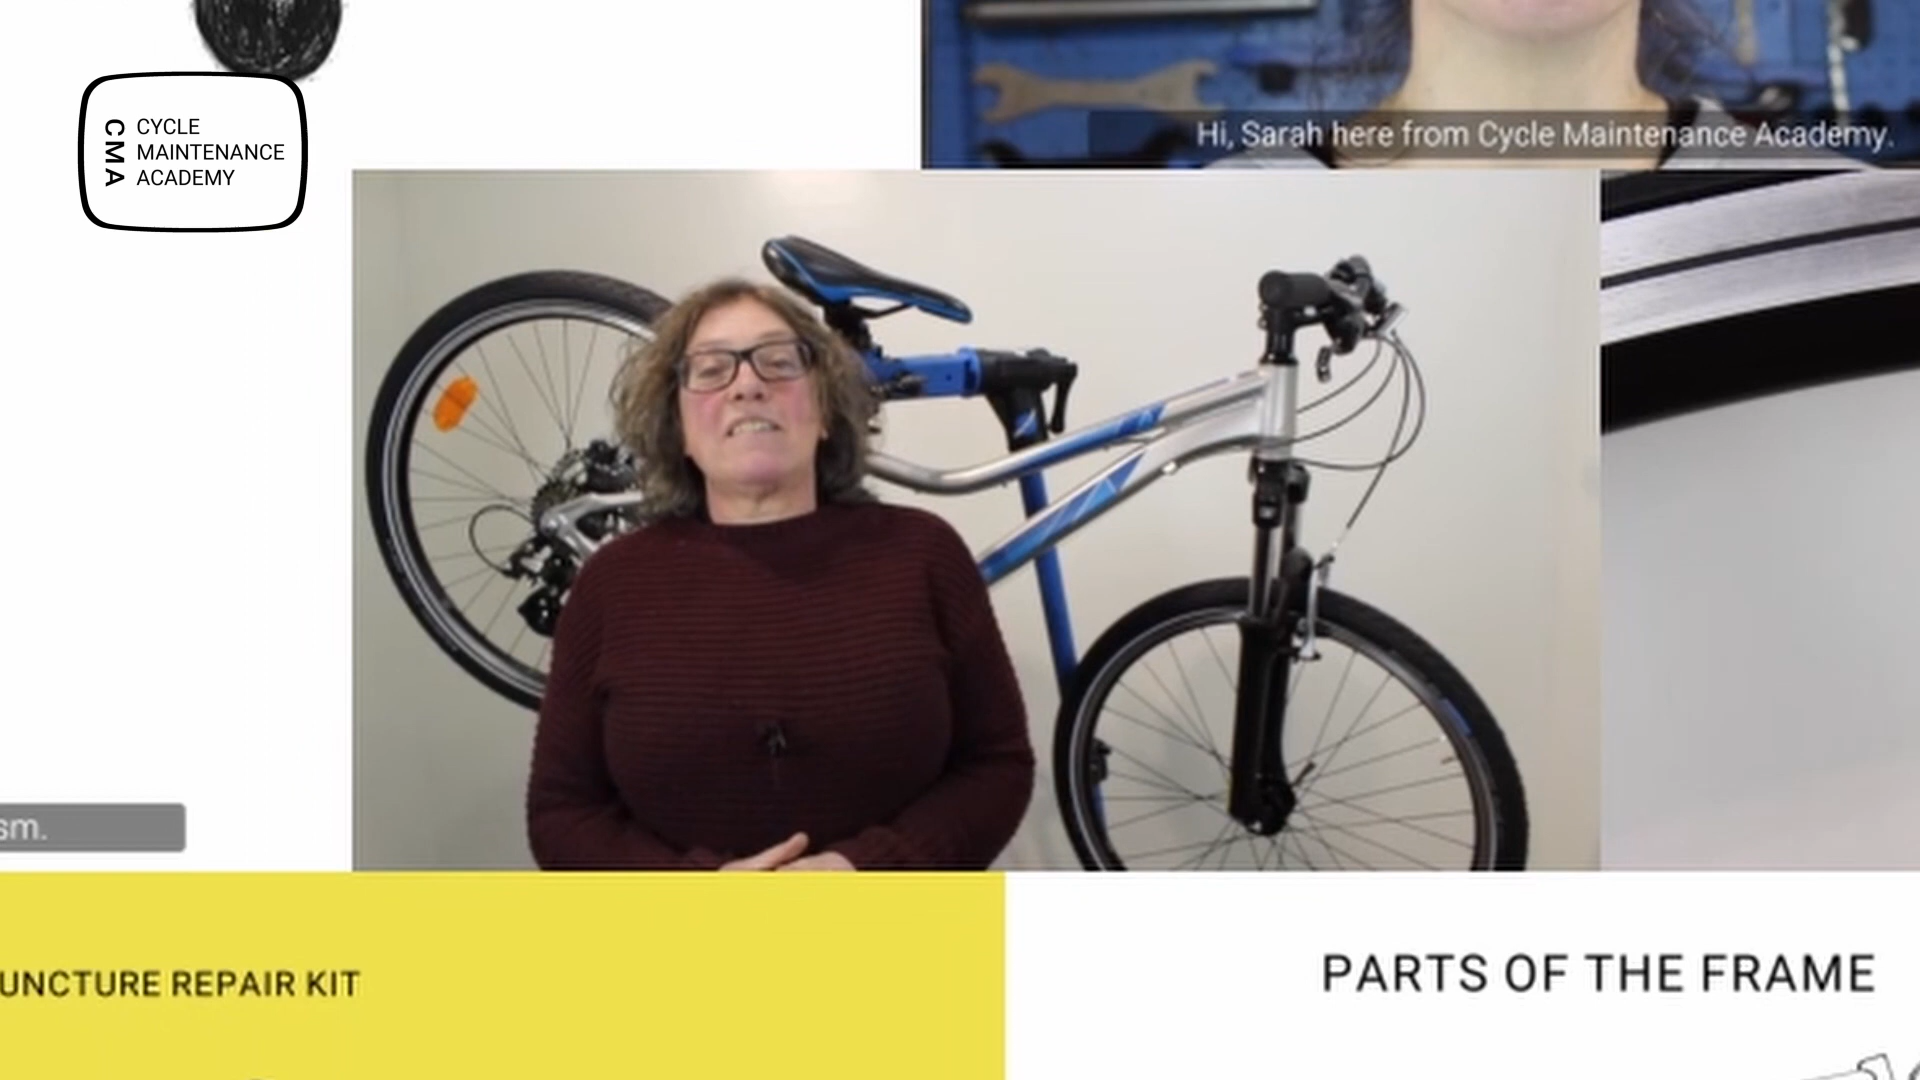 CMA
CYCLE
MAINTENANCE
ACADEMY
Hi, Sarah here from Cycle Maintenance Academy.
sm.
UNCTURE REPAIR KIT
PARTS OF THE FRAME